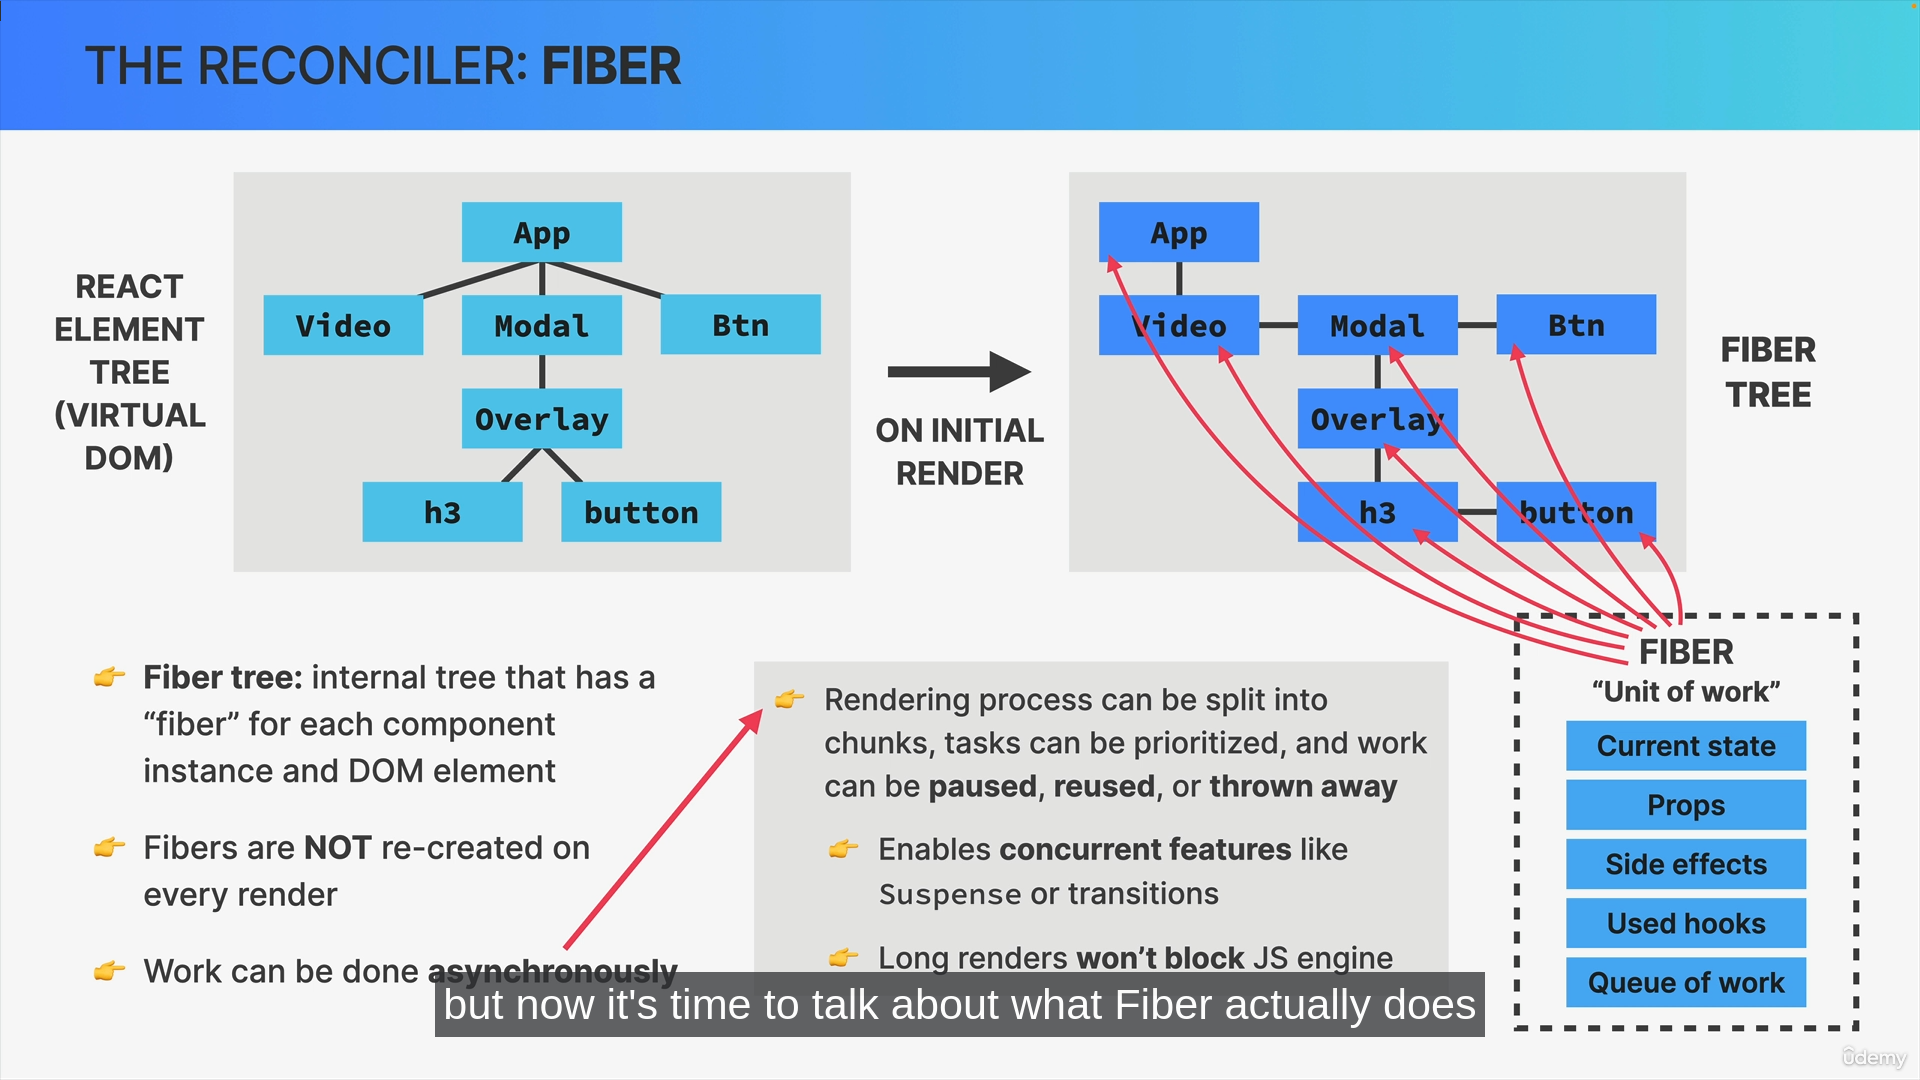 THE RECONCILER: FIBER
REACT
ELEMENT
TREE
(VIRTUAL
DOM)
App
Video
Modal
Btn
Overlay
h3
button
ON INITIAL
RENDER
App
Video
Modal
Btn
Overlay
h3
button
FIBER
TREE
👉 Fiber tree: internal tree that has a
“fiber” for each component
instance and DOM element
👉 Fibers are NOT re-created on
every render
👉 Work can be done asynchronously
👉 Rendering process can be split into
chunks, tasks can be prioritized, and work
can be paused, reused, or thrown away
👉 Enables concurrent features like
Suspense or transitions
👉 Long renders won’t block JS engine
FIBER
“Unit of work”
Current state
Props
Side effects
Used hooks
Queue of work
but now it's time to talk about what Fiber actually does
ûdemy